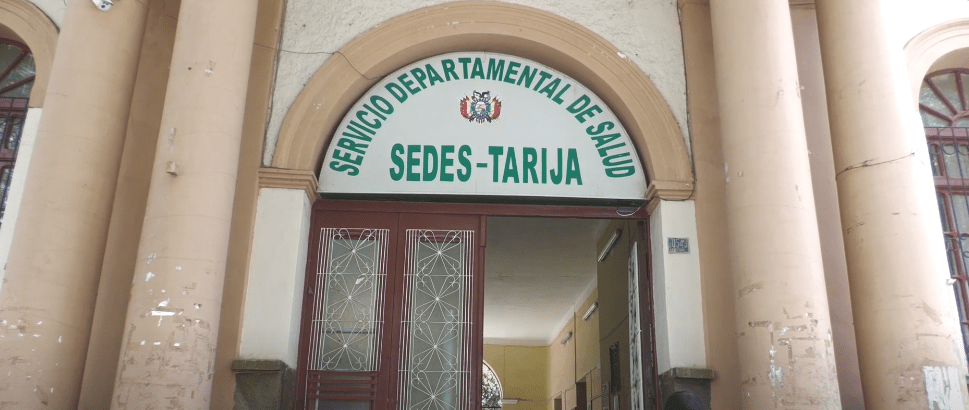 SERVICIO DEPARTAMENTAL DE SALUD
SEDES-TARIJA